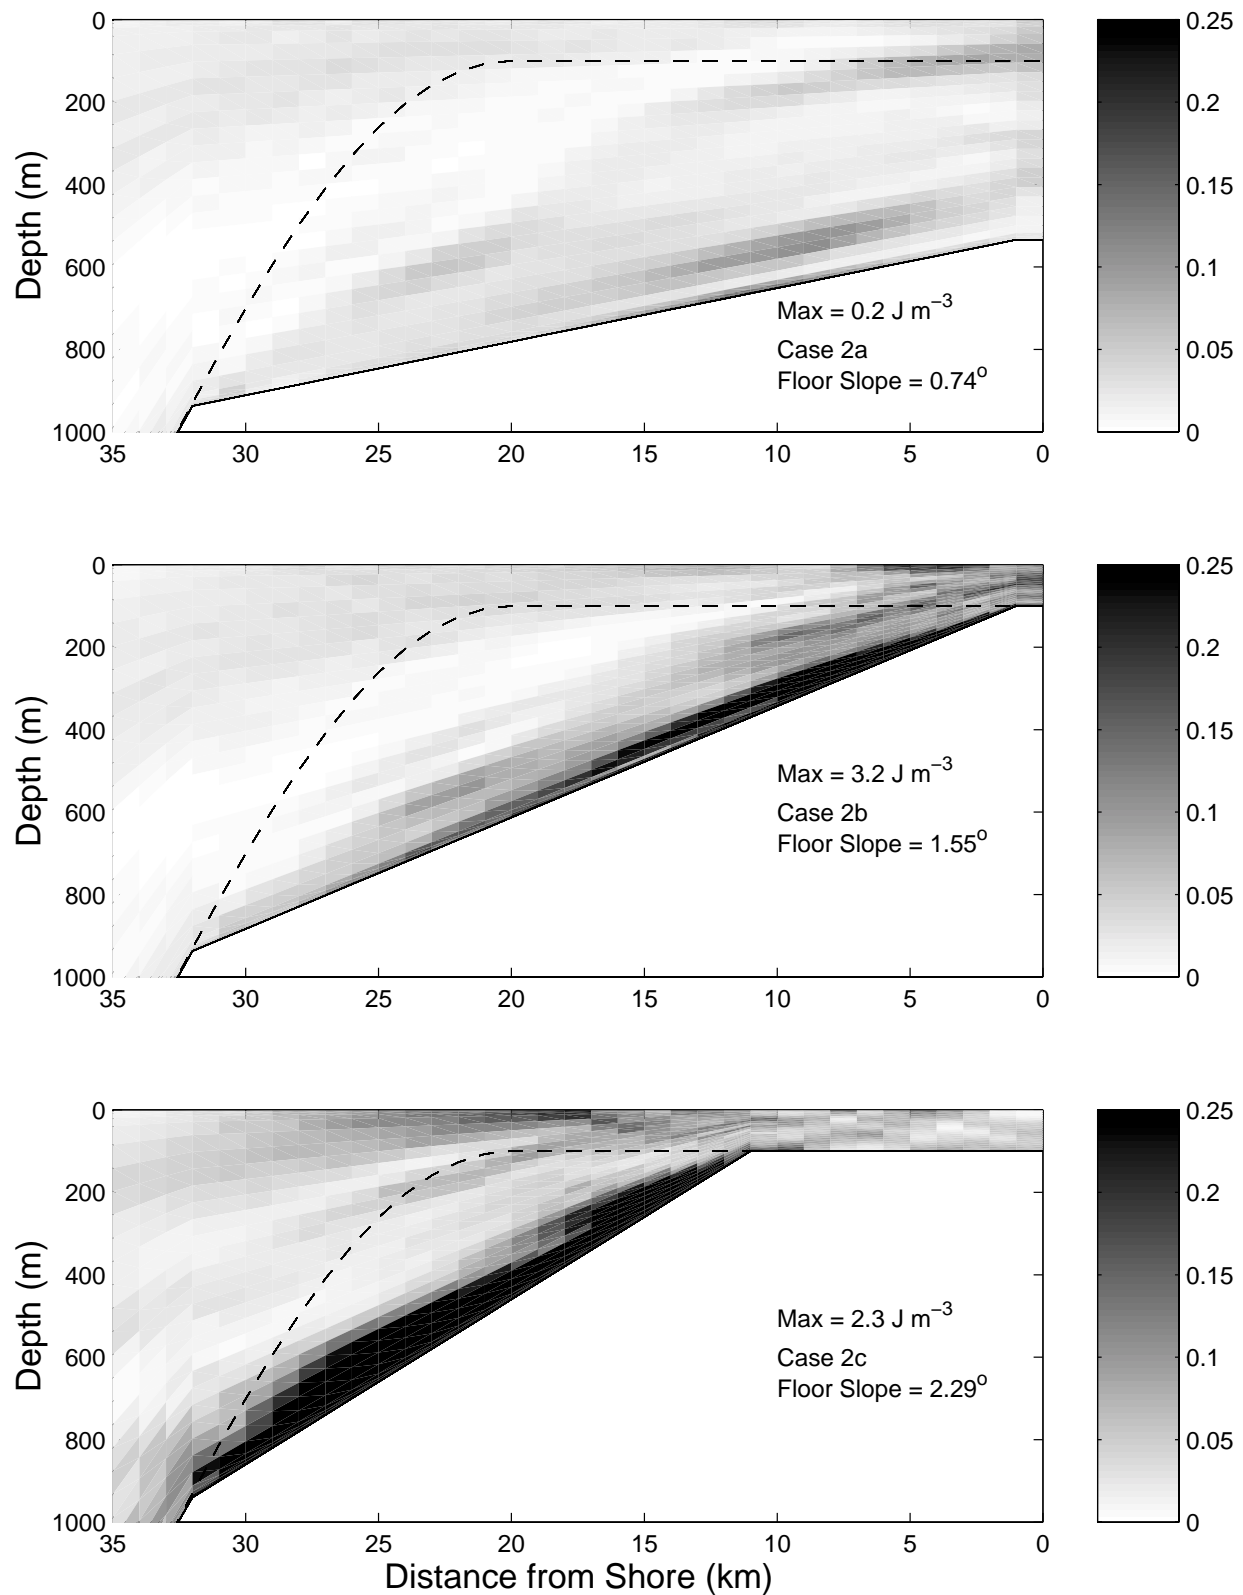 0
200
400
600
800
1000
Depth (m)
35 30 25 20 15 10 5 0
Max = 0.2 J m⁻³
Case 2a
Floor Slope = 0.74°
0.25
0.2
0.15
0.1
0.05
0
0
200
400
600
800
1000
Depth (m)
35 30 25 20 15 10 5 0
Max = 3.2 J m⁻³
Case 2b
Floor Slope = 1.55°
0.25
0.2
0.15
0.1
0.05
0
0
200
400
600
800
1000
Depth (m)
35 30 25 20 15 10 5 0
Max = 2.3 J m⁻³
Case 2c
Floor Slope = 2.29°
0.25
0.2
0.15
0.1
0.05
0
Distance from Shore (km)